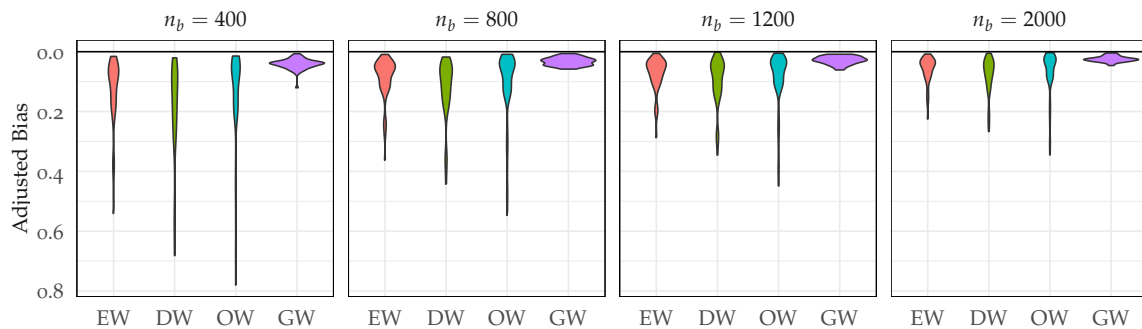 n_b = 400
n_b = 800
n_b = 1200
n_b = 2000
Adjusted Bias
0.0
0.2
0.4
0.6
0.8
EW DW OW GW
EW DW OW GW
EW DW OW GW
EW DW OW GW